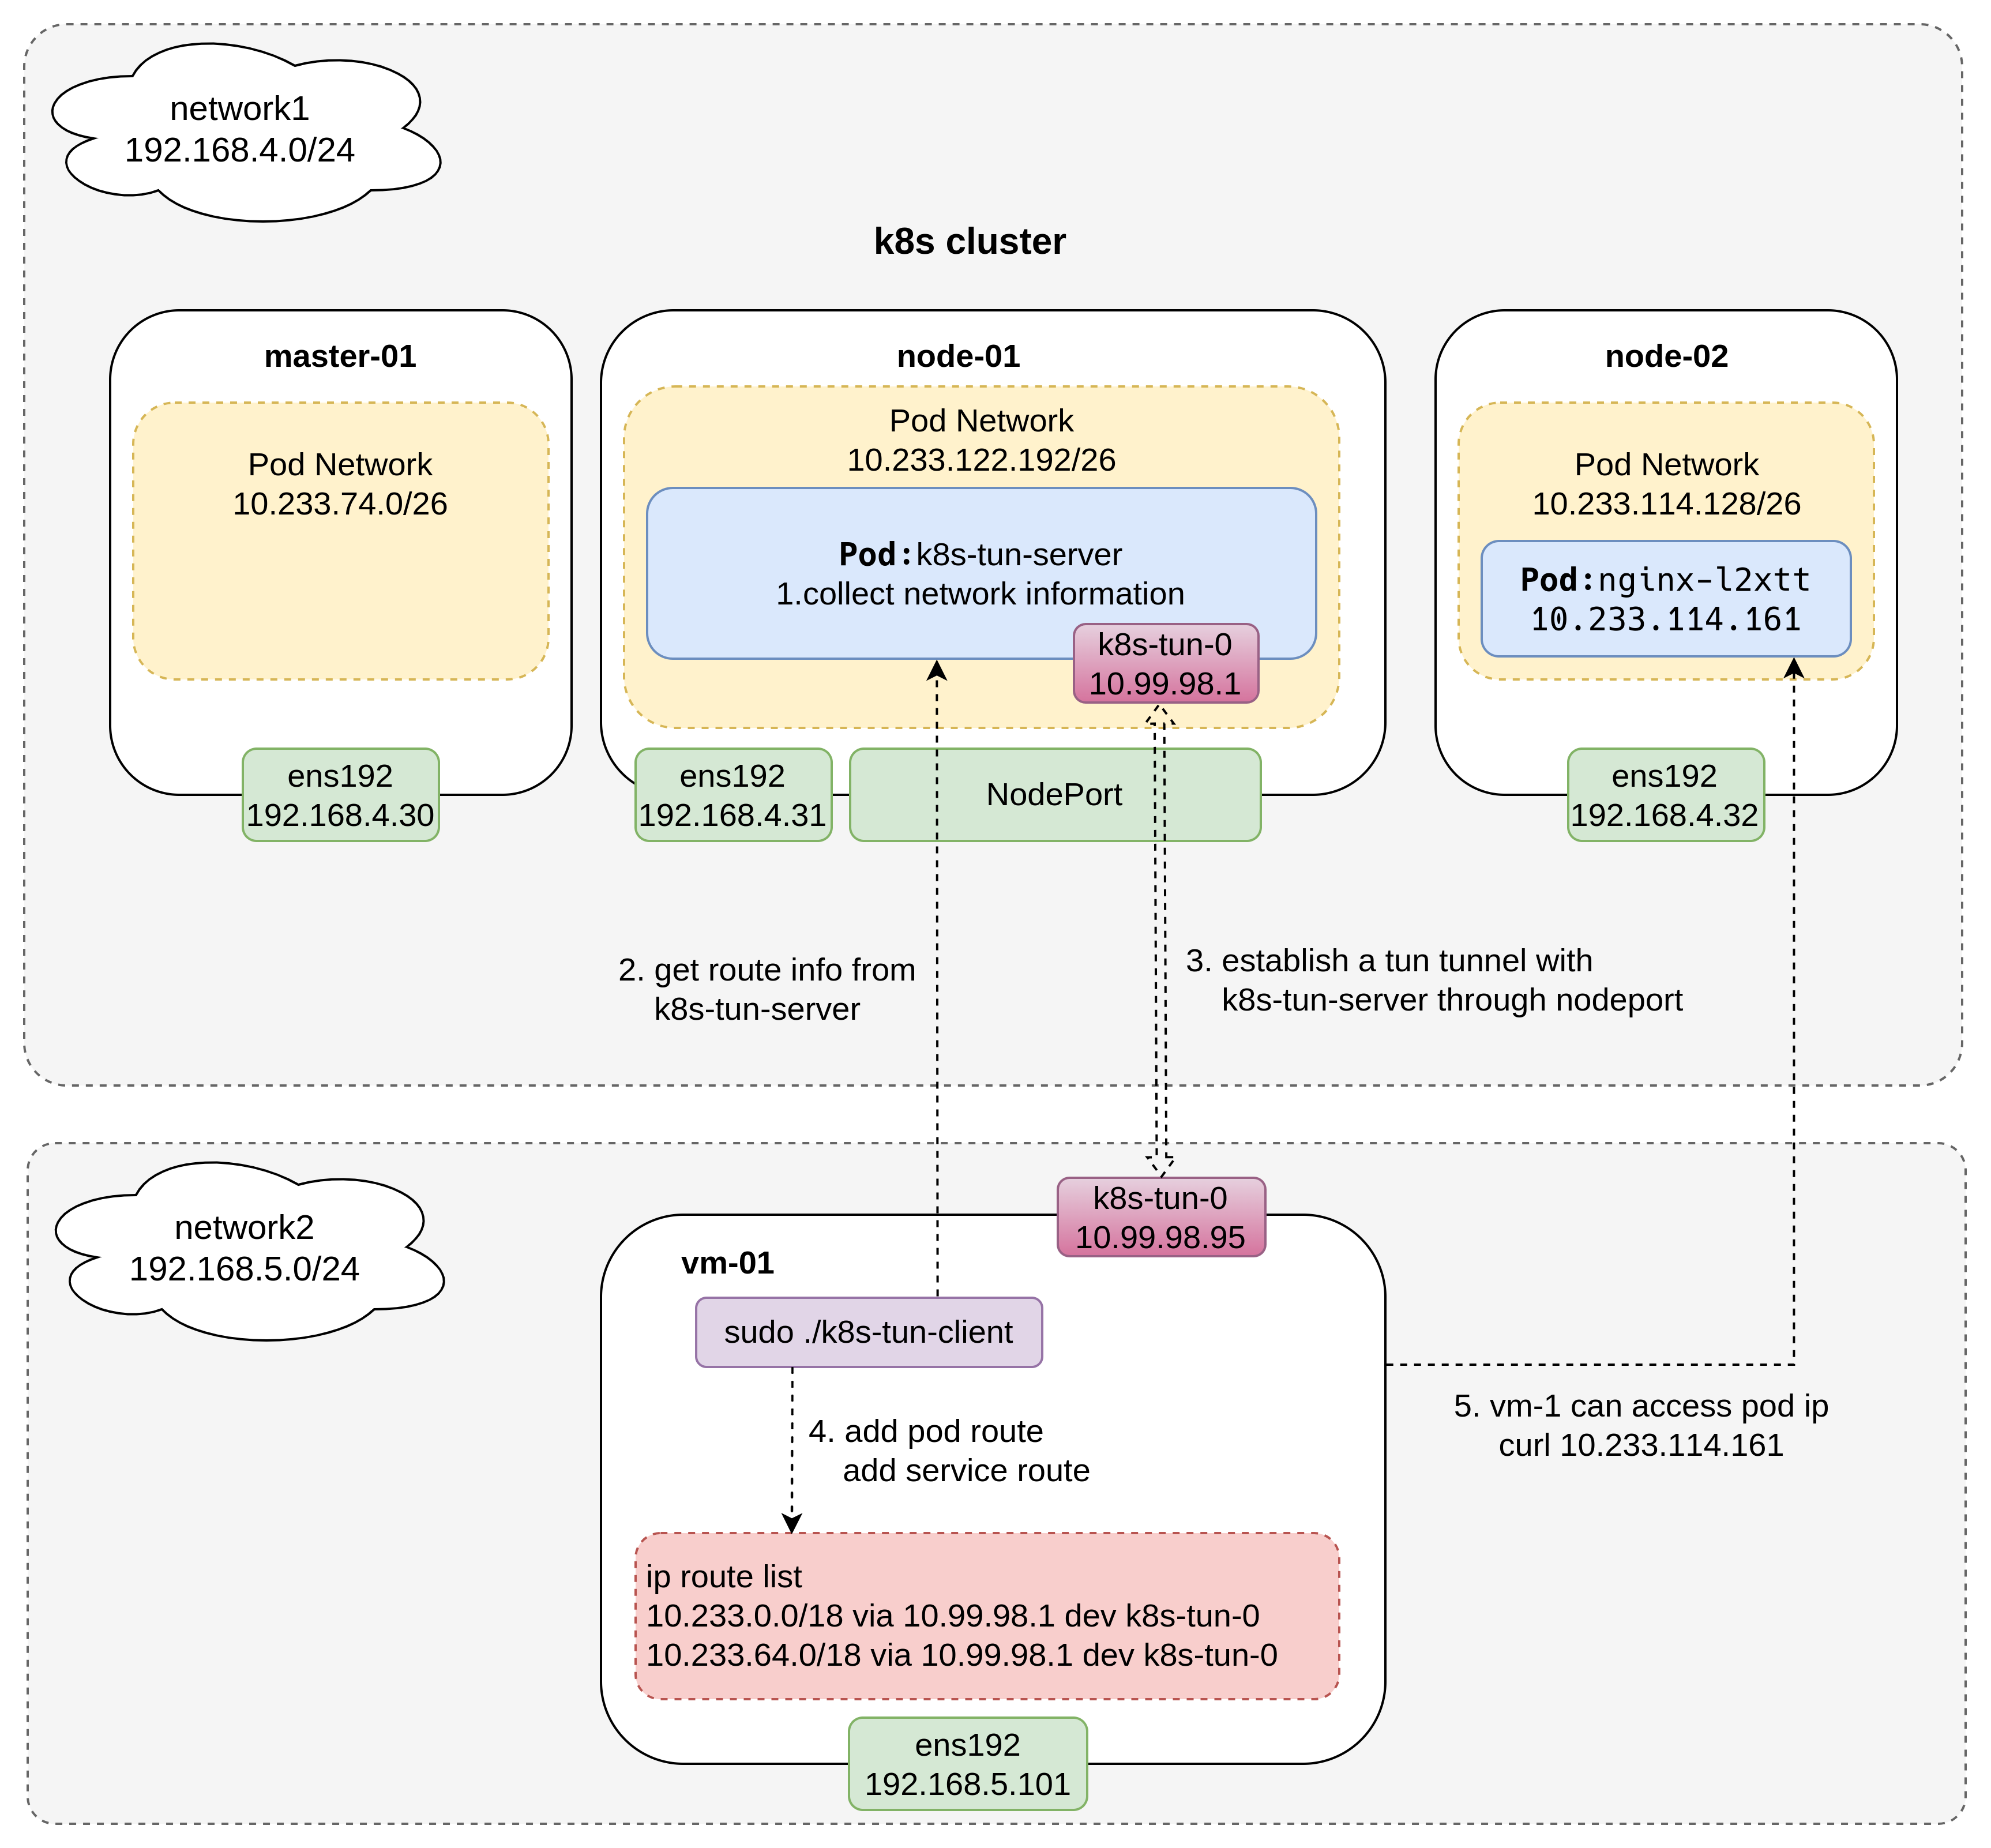 network1
192.168.4.0/24
k8s cluster
master-01
Pod Network
10.233.74.0/26
ens192
192.168.4.30
node-01
Pod Network
10.233.122.192/26
Pod:k8s-tun-server
1.collect network information
k8s-tun-0
10.99.98.1
ens192
192.168.4.31
NodePort
node-02
Pod Network
10.233.114.128/26
Pod:nginx-l2xtt
10.233.114.161
ens192
192.168.4.32
2. get route info from
k8s-tun-server
3. establish a tun tunnel with
k8s-tun-server through nodeport
network2
192.168.5.0/24
k8s-tun-0
10.99.98.95
vm-01
sudo ./k8s-tun-client
4. add pod route
add service route
5. vm-1 can access pod ip
curl 10.233.114.161
ip route list
10.233.0.0/18 via 10.99.98.1 dev k8s-tun-0
10.233.64.0/18 via 10.99.98.1 dev k8s-tun-0
ens192
192.168.5.101